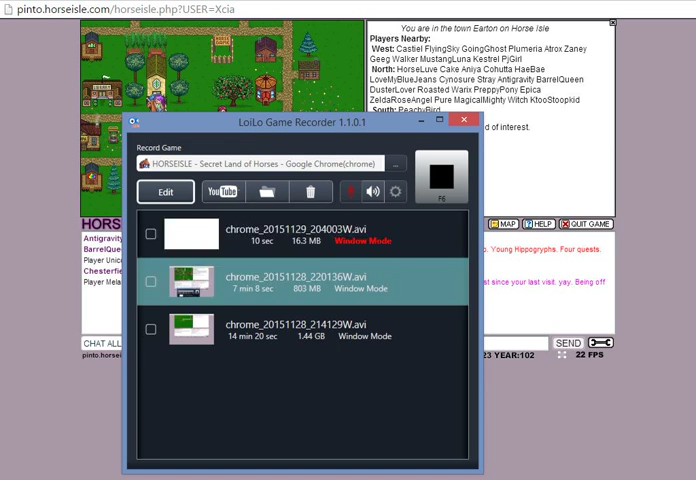 pinto.horseisle.com/horseisle.php?USER=Xcia
You are in the town Earton on Horse Isle
Players Nearby:
West: Castiel FlyingSky GoingGhost Plumeria Atrox Zaney
Geeg Walker MustangLuna Kestrel PjGirl
North: HorseLuve Cake Aniya Cohutta HaeBae
LoveMyBlueJeans Cynosure Stray Antigravity BarrelQueen
DusterLover Roasted Warix PreppyPony Epica
ZeldaRoseAngel Pure MagicalMighty Witch KtooStoopkid
South: PeachyBird
d of interest.
LoiLo Game Recorder 1.1.0.1
Record Game
HORSEISLE - Secret Land of Horses - Google Chrome(chrome)
...
F6
Edit
YouTube
chrome_20151129_204003W.avi
10 sec 16.3 MB Window Mode
chrome_20151128_220136W.avi
7 min 8 sec 803 MB Window Mode
chrome_20151128_214129W.avi
14 min 20 sec 1.44 GB Window Mode
HORS
MAP
HELP
QUIT GAME
Antigravity
BarrelQue
Player Unic
Chesterfie
Player Mela
o. Young Hippogryphs. Four quests.
st since your last visit, yay. Being off
CHAT ALL
SEND
pinto.horsei
23 YEAR:102
22 FPS